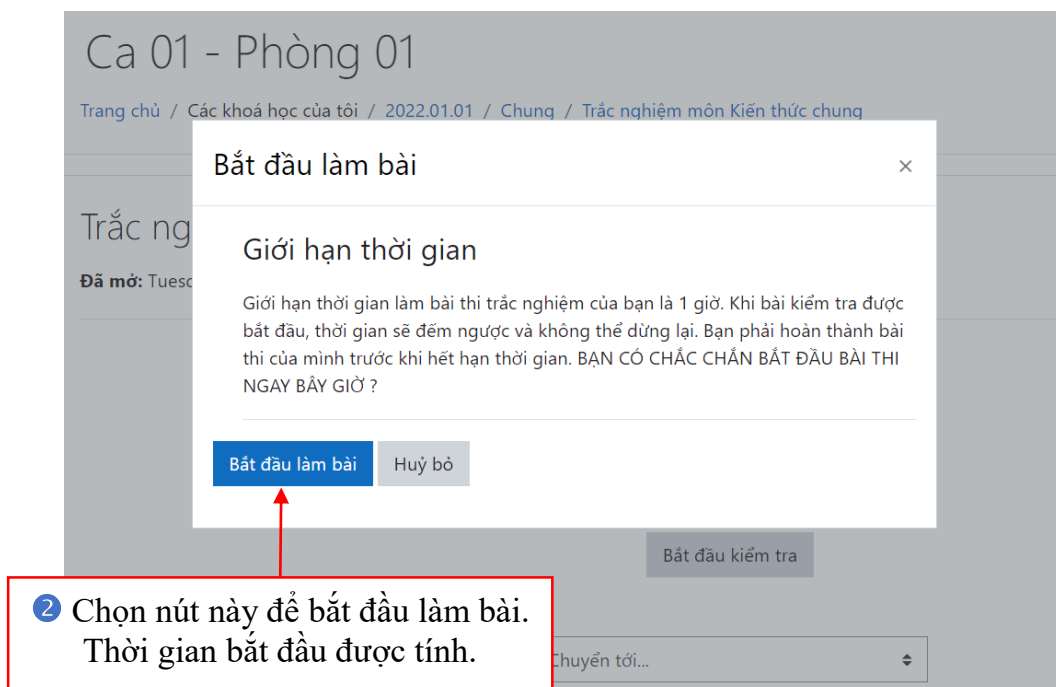 Ca 01 - Phòng 01
Trang chủ / Các khoá học của tôi / 2022.01.01 / Chung / Trắc nghiệm môn Kiến thức chung
Bắt đầu làm bài ×
Trắc ng
Giới hạn thời gian
Đã mở: Tuesd
Giới hạn thời gian làm bài thi trắc nghiệm của bạn là 1 giờ. Khi bài kiểm tra được
bắt đầu, thời gian sẽ đếm ngược và không thể dừng lại. Bạn phải hoàn thành bài
thi của mình trước khi hết hạn thời gian. BẠN CÓ CHẮC CHẮN BẮT ĐẦU BÀI THI
NGAY BÂY GIỜ ?
Bắt đầu làm bài Huỷ bỏ
Bắt đầu kiểm tra
❷ Chọn nút này để bắt đầu làm bài.
Thời gian bắt đầu được tính.
Chuyển tới...